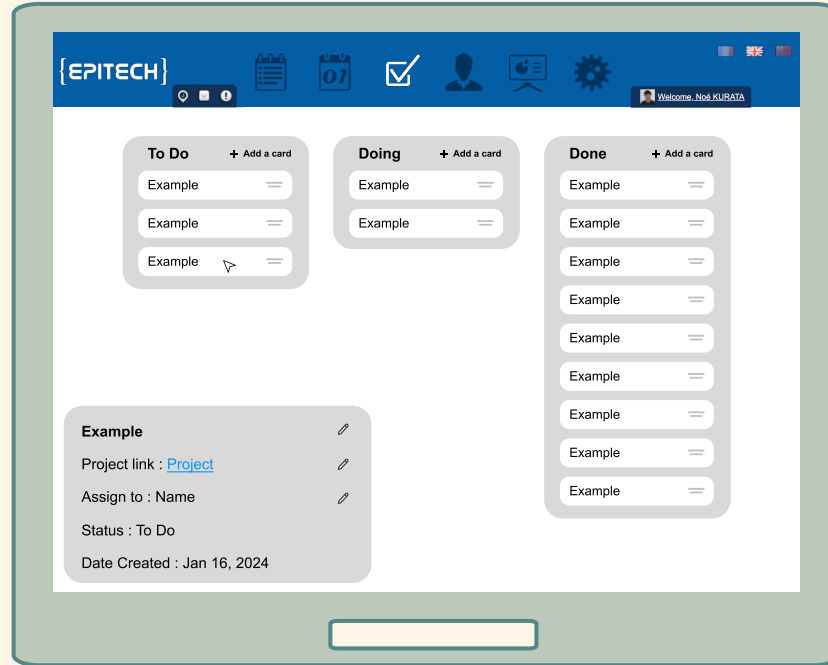 {EPITECH}
01
Welcome, Noé KURATA
To Do
+ Add a card
Example
Example
Example
Doing
+ Add a card
Example
Example
Done
+ Add a card
Example
Example
Example
Example
Example
Example
Example
Example
Example
Example
Project link : Project
Assign to : Name
Status : To Do
Date Created : Jan 16, 2024